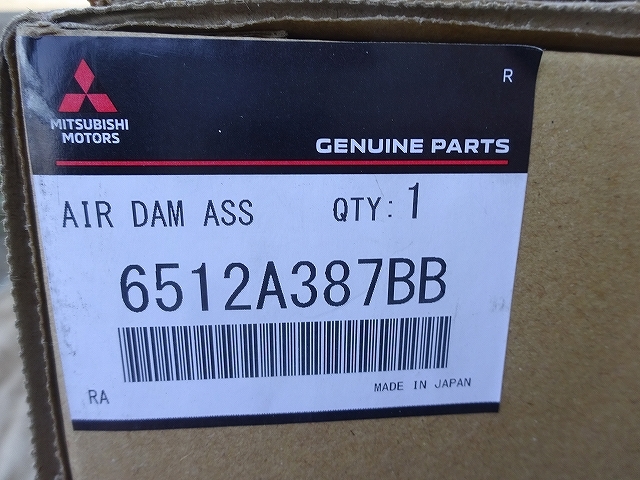 R
MITSUBISHI
MOTORS
GENUINE PARTS
AIR DAM ASS QTY: 1
6512A387BB
RA MADE IN JAPAN